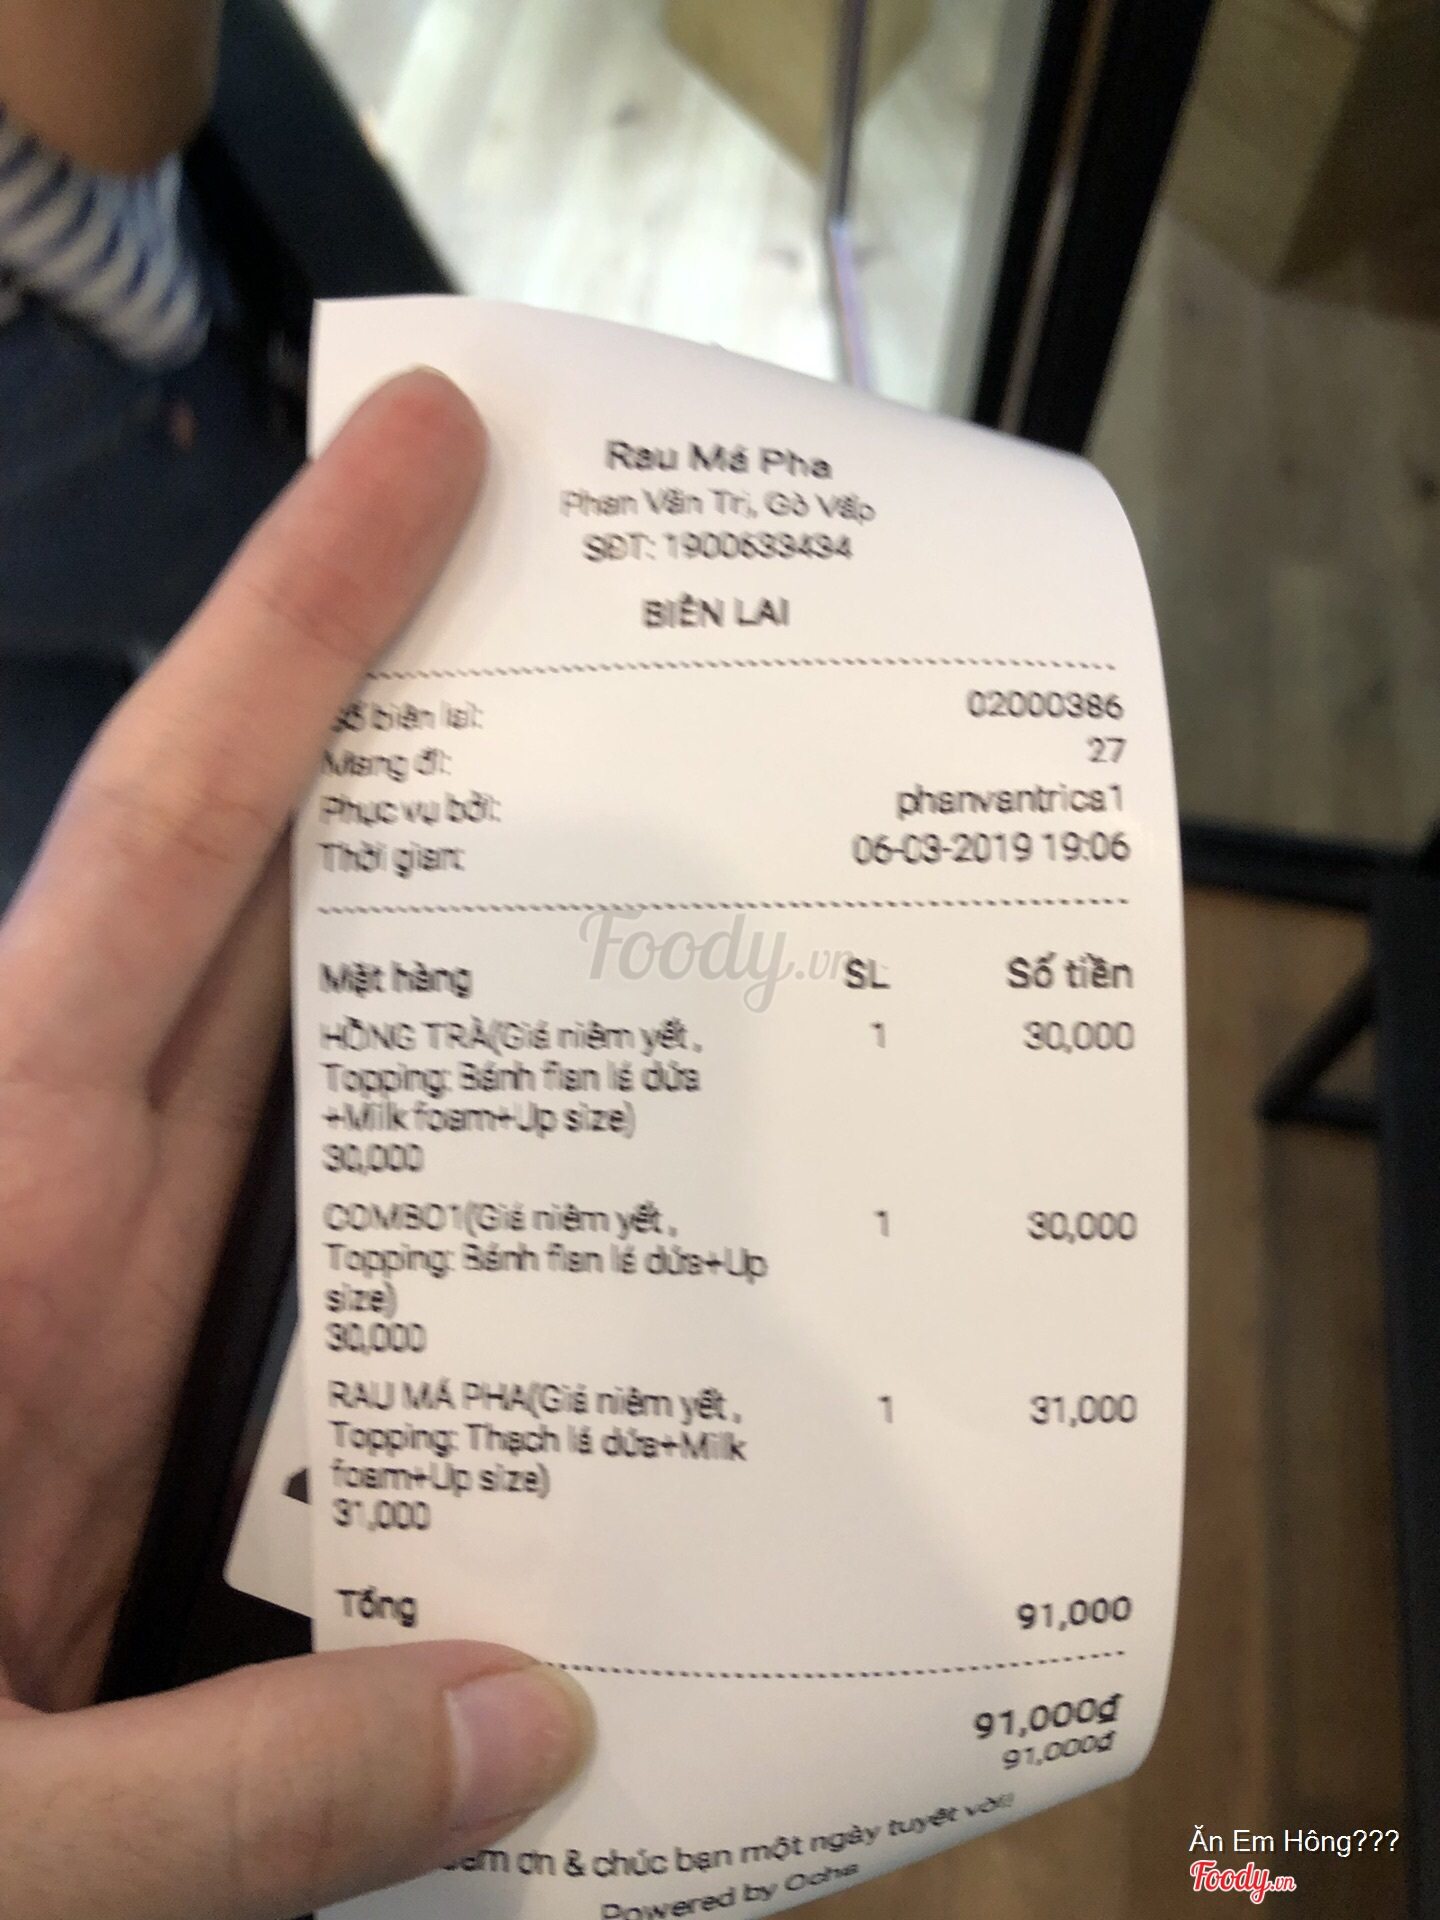 Rau Má Pha
Phan Văn Trị, Gò Vấp
SĐT: 1900633434
BIÊN LAI
Số biên lai: 02000386
Mang đi: 27
Phục vụ bởi: phanvantrica1
Thời gian: 06-03-2019 19:06
Foody.vn
Mặt hàng SL Số tiền
HỒNG TRÀ(Giá niêm yết, 1 30,000
Topping: Bánh flan lá dứa
+Milk foam+Up size)
30,000
COMBO1(Giá niêm yết, 1 30,000
Topping: Bánh flan lá dứa+Up
size)
30,000
RAU MÁ PHA(Giá niêm yết, 1 31,000
Topping: Thạch lá dứa+Milk
foam+Up size)
31,000
Tổng 91,000
91,000đ
91,000đ
ơn & chúc bạn một ngày tuyệt vời!
Powered by Ocha
Ăn Em Hông???
Foody.vn